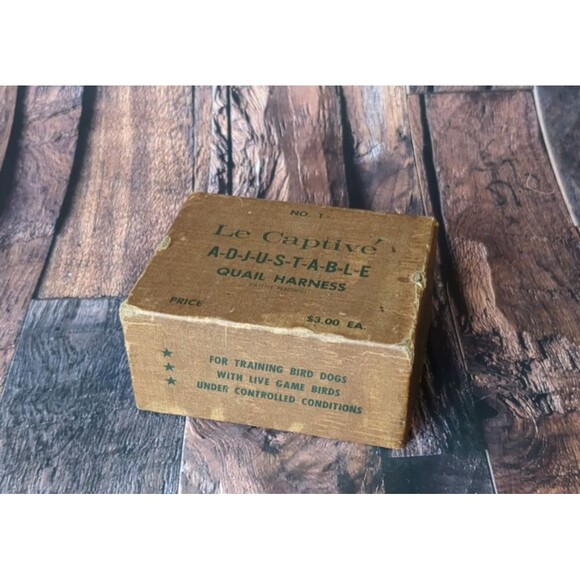 NO. 1
Le Captivé
A-D-J-U-S-T-A-B-L-E
QUAIL HARNESS
PRICE $3.00 EA.
FOR TRAINING BIRD DOGS
WITH LIVE GAME BIRDS
UNDER CONTROLLED CONDITIONS